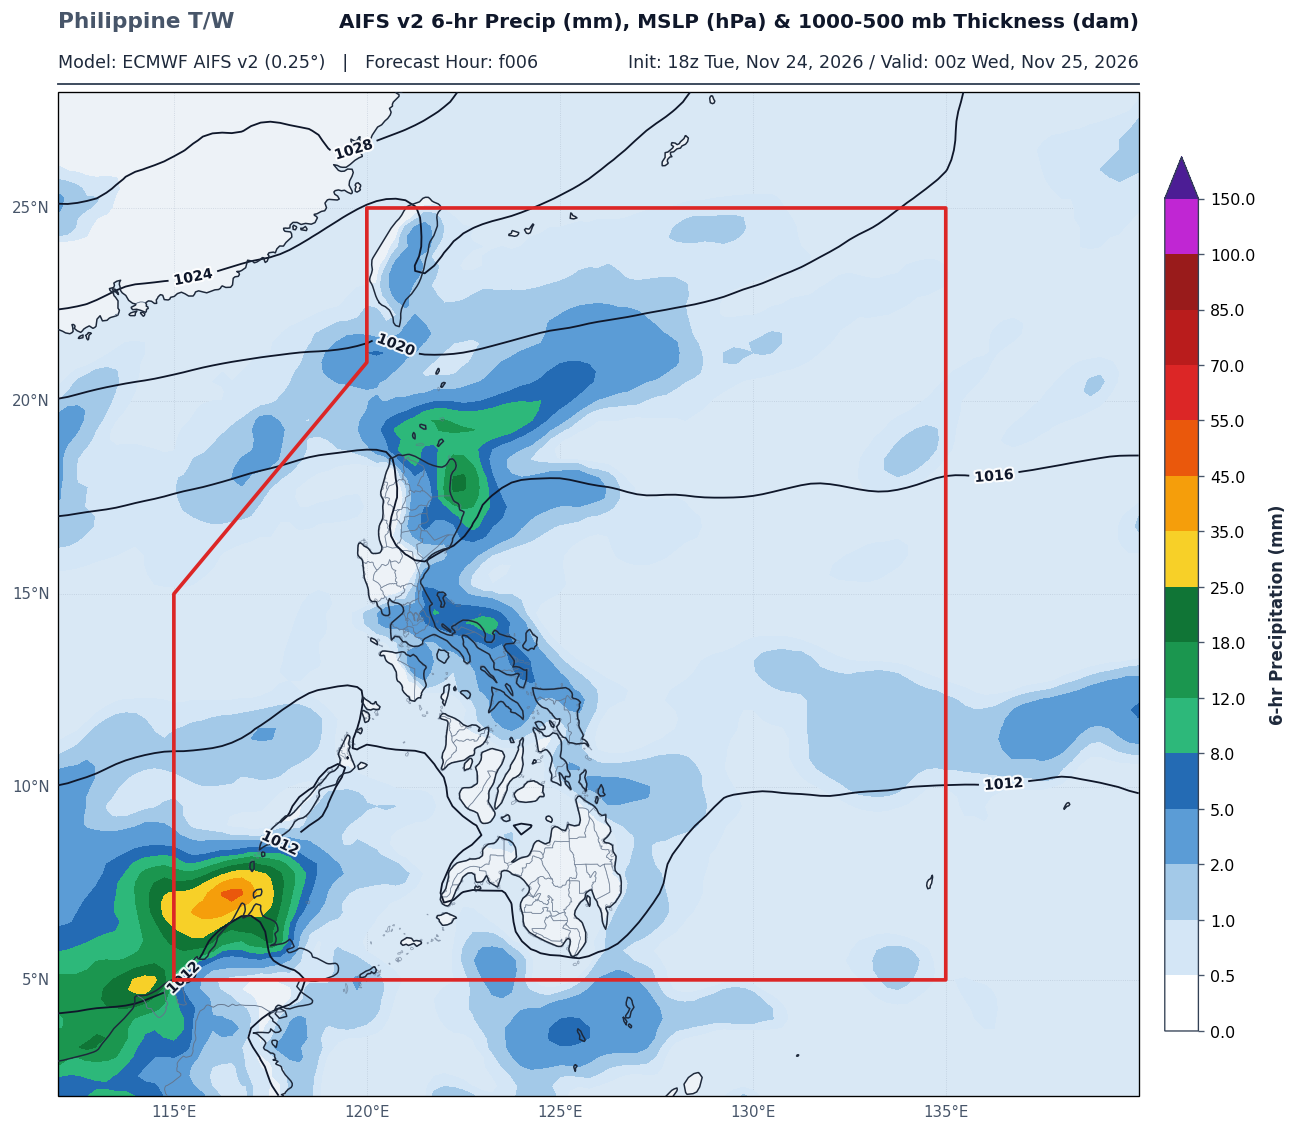 Philippine T/W
AIFS v2 6-hr Precip (mm), MSLP (hPa) & 1000-500 mb Thickness (dam)
Model: ECMWF AIFS v2 (0.25°)   |   Forecast Hour: f006
Init: 18z Tue, Nov 24, 2026 / Valid: 00z Wed, Nov 25, 2026
1028
1024
1020
1016
1012
1012
1012
25°N
20°N
15°N
10°N
5°N
115°E
120°E
125°E
130°E
135°E
150.0
100.0
85.0
70.0
55.0
45.0
35.0
25.0
18.0
12.0
8.0
5.0
2.0
1.0
0.5
0.0
6-hr Precipitation (mm)